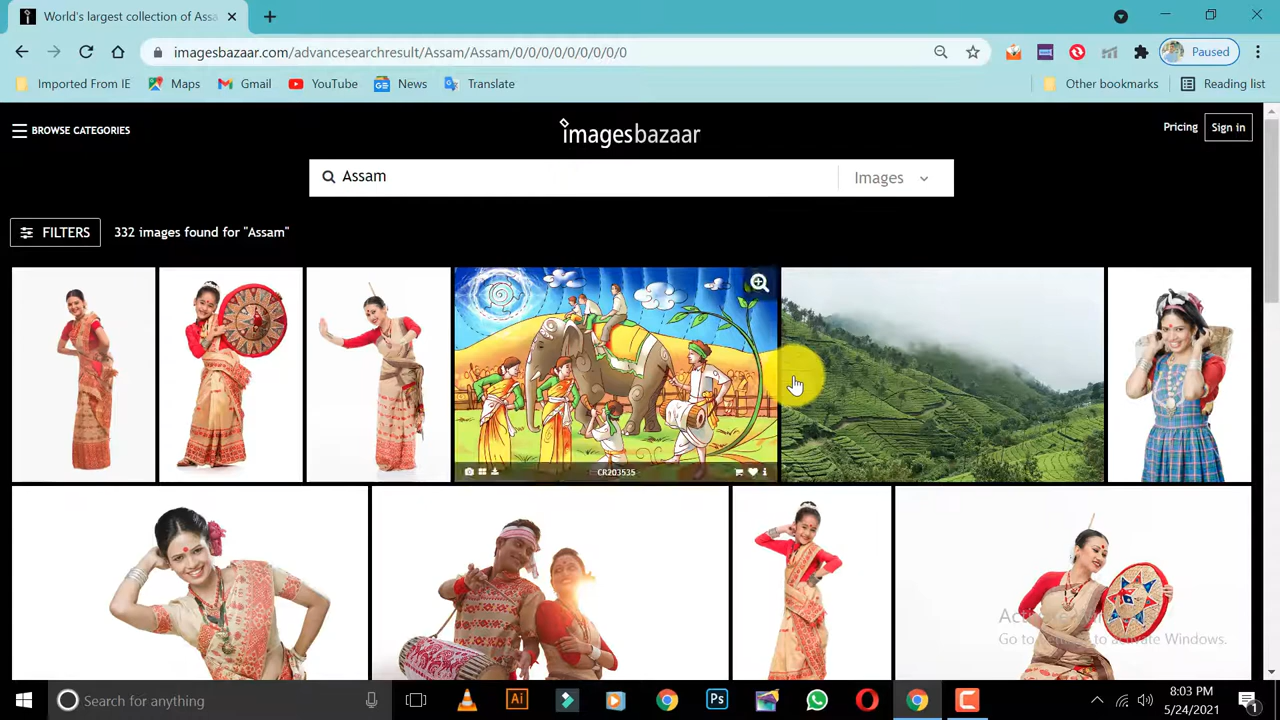 World's largest collection of Assa
imagesbazaar.com/advancesearchresult/Assam/Assam/0/0/0/0/0/0/0/0/0
Paused
Imported From IE
Maps
Gmail
YouTube
News
Translate
Other bookmarks
Reading list
BROWSE CATEGORIES
imagesbazaar
Pricing
Sign in
Assam
Images
FILTERS
332 images found for "Assam"
CR203535
Go to
to activate Windows.
Search for anything
Ai
Ps
8:03 PM
5/24/2021
1